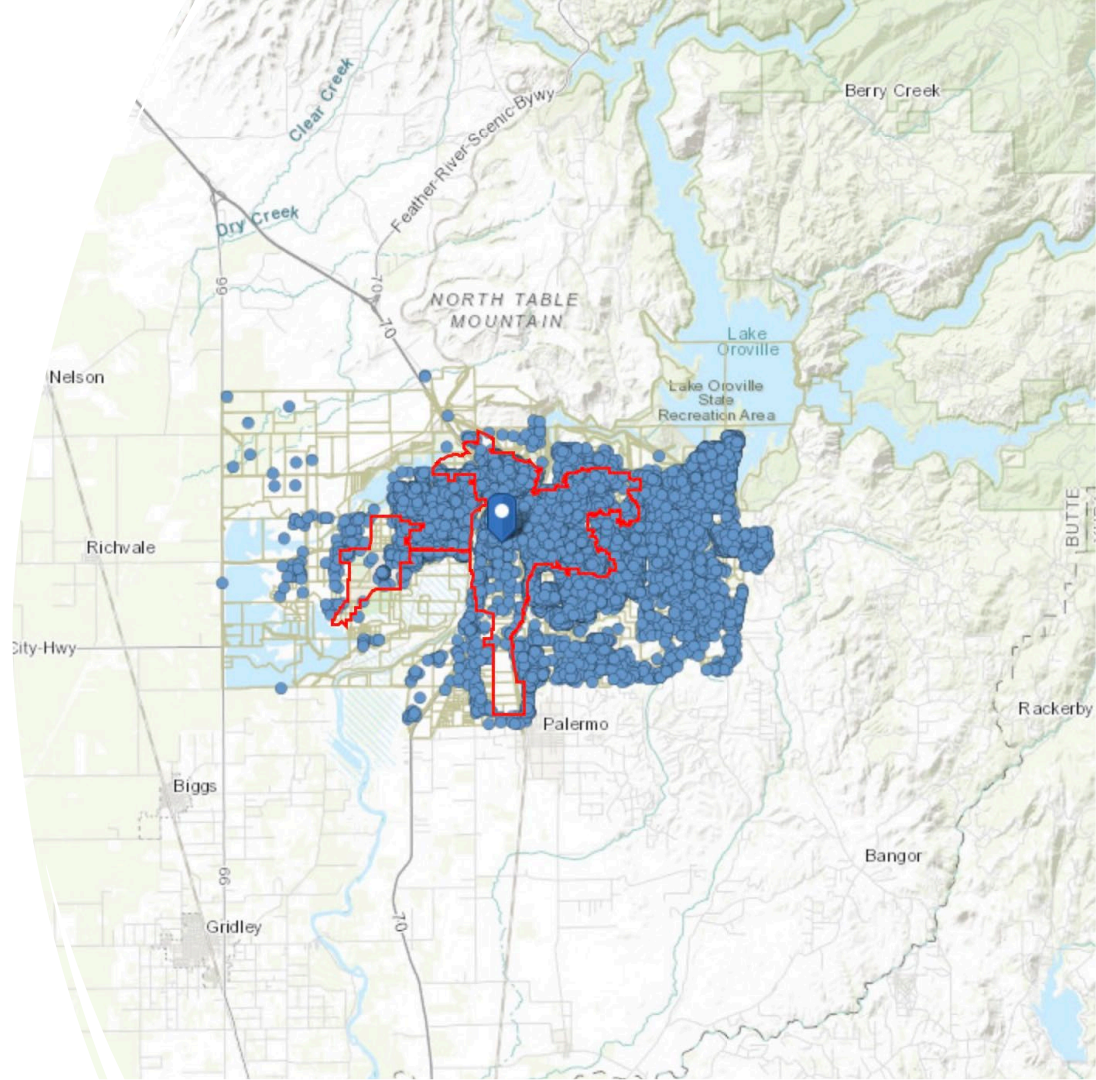 Berry Creek
Clear Creek
Feather-River-Scenic-Bywy
Dry Creek
99
70
70
NORTH TABLE
MOUNTAIN
Lake
Oroville
Nelson
Lake Oroville
State
Recreation Area
BUTTE
Richvale
City-Hwy
Rackerby
Palermo
Biggs
Bangor
99
70
Gridley